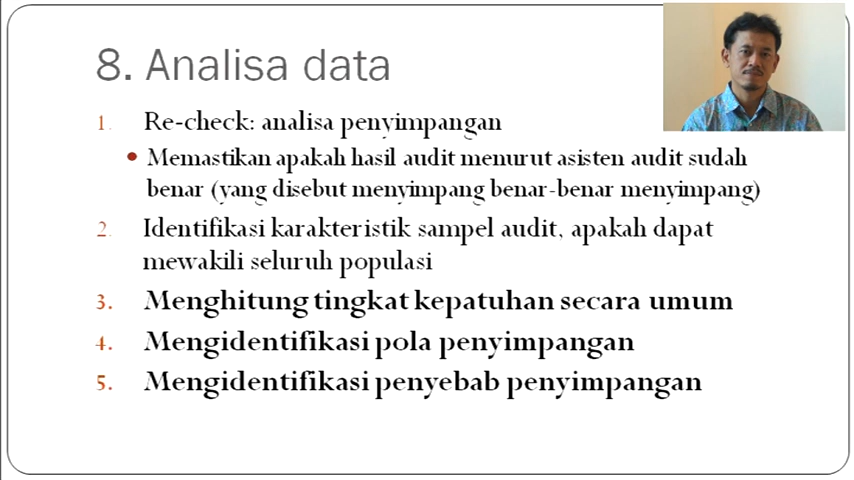 8. Analisa data
1. Re-check: analisa penyimpangan
• Memastikan apakah hasil audit menurut asisten audit sudah
benar (yang disebut menyimpang benar-benar menyimpang)
2. Identifikasi karakteristik sampel audit, apakah dapat
mewakili seluruh populasi
3. Menghitung tingkat kepatuhan secara umum
4. Mengidentifikasi pola penyimpangan
5. Mengidentifikasi penyebab penyimpangan